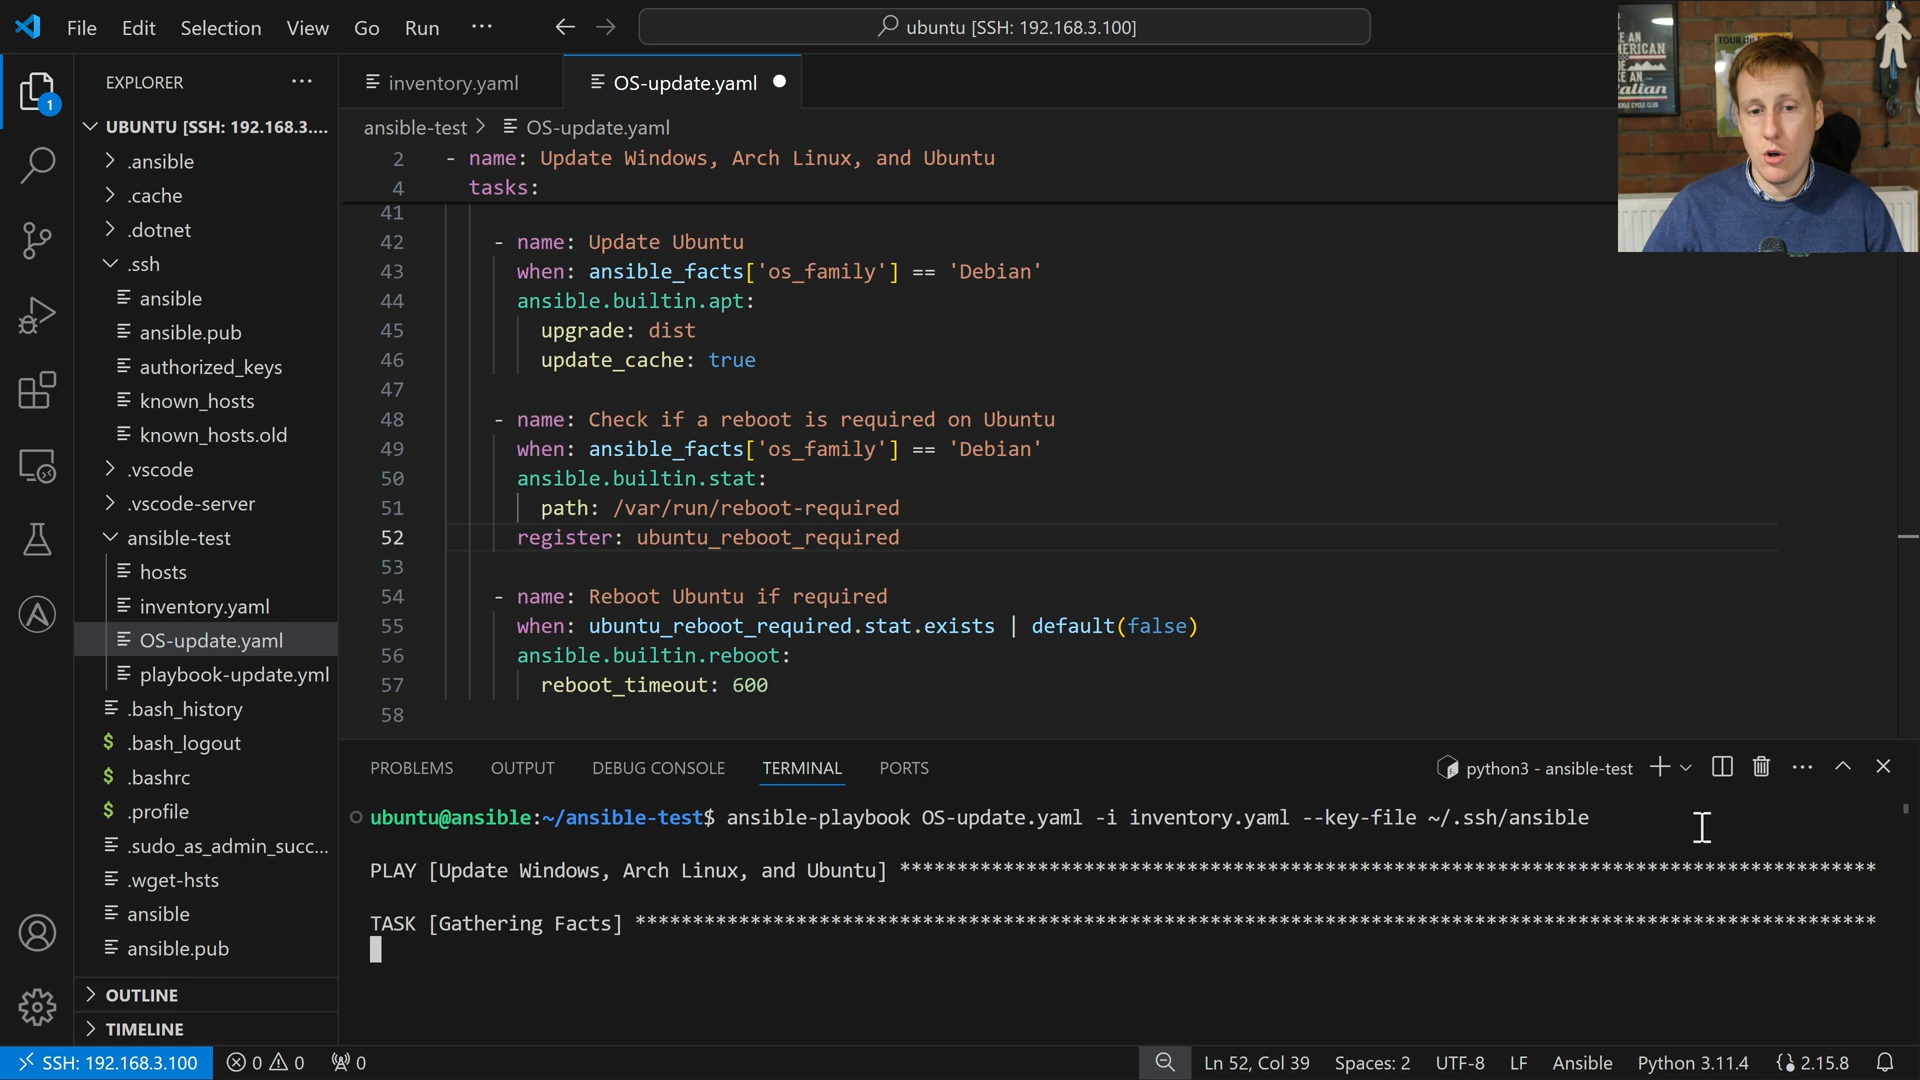 File Edit Selection View Go Run ···
ubuntu [SSH: 192.168.3.100]
EXPLORER ···
inventory.yaml
OS-update.yaml
1
UBUNTU [SSH: 192.168.3....
.ansible
.cache
.dotnet
.ssh
ansible
ansible.pub
authorized_keys
known_hosts
known_hosts.old
.vscode
.vscode-server
ansible-test
hosts
inventory.yaml
OS-update.yaml
playbook-update.yml
.bash_history
$ .bash_logout
$ .bashrc
$ .profile
.sudo_as_admin_succ...
.wget-hsts
ansible
ansible.pub
OUTLINE
TIMELINE
ansible-test > OS-update.yaml
2 - name: Update Windows, Arch Linux, and Ubuntu
4 tasks:
41
42 - name: Update Ubuntu
43 when: ansible_facts['os_family'] == 'Debian'
44 ansible.builtin.apt:
45 upgrade: dist
46 update_cache: true
47
48 - name: Check if a reboot is required on Ubuntu
49 when: ansible_facts['os_family'] == 'Debian'
50 ansible.builtin.stat:
51 path: /var/run/reboot-required
52 register: ubuntu_reboot_required
53
54 - name: Reboot Ubuntu if required
55 when: ubuntu_reboot_required.stat.exists | default(false)
56 ansible.builtin.reboot:
57 reboot_timeout: 600
58
PROBLEMS OUTPUT DEBUG CONSOLE TERMINAL PORTS
python3 - ansible-test
ubuntu@ansible:~/ansible-test$ ansible-playbook OS-update.yaml -i inventory.yaml --key-file ~/.ssh/ansible
PLAY [Update Windows, Arch Linux, and Ubuntu] *************************************************************************************
TASK [Gathering Facts] ************************************************************************************************************
SSH: 192.168.3.100 0 0 0
Ln 52, Col 39 Spaces: 2 UTF-8 LF Ansible Python 3.11.4 2.15.8